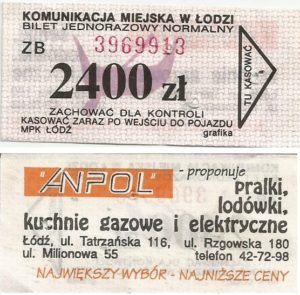 KOMUNIKACJA MIEJSKA W ŁODZI
BILET JEDNORAZOWY NORMALNY
ZB 3969913
2400 zł
ZACHOWAĆ DLA KONTROLI
KASOWAĆ ZARAZ PO WEJŚCIU DO POJAZDU
MPK ŁÓDŹ grafika
TU KASOWAĆ
"ANPOL" - proponuje
pralki,
lodówki,
kuchnie gazowe i elektryczne
Łódź, ul. Tatrzańska 116, ul. Rzgowska 180
ul. Milionowa 55 telefon 42-72-98
NAJWIĘKSZY WYBÓR - NAJNIŻSZE CENY